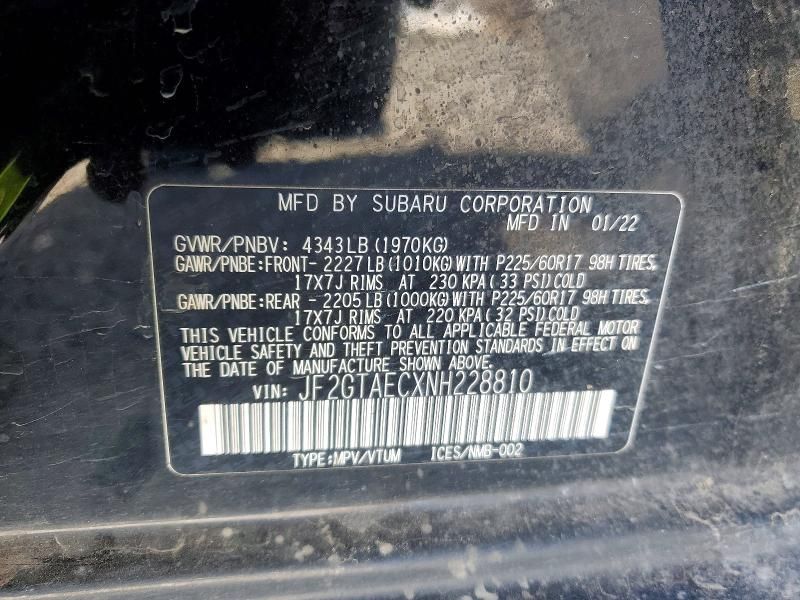 MFD BY SUBARU CORPORATION
MFD IN 01/22
GVWR/PNBV: 4343LB (1970KG)
GAWR/PNBE:FRONT- 2227LB (1010KG) WITH P225/60R17 98H TIRES,
17X7J RIMS AT 230 KPA (33 PSI) COLD
GAWR/PNBE:REAR - 2205LB (1000KG) WITH P225/60R17 98H TIRES,
17X7J RIMS AT 220 KPA (32 PSI) COLD
THIS VEHICLE CONFORMS TO ALL APPLICABLE FEDERAL MOTOR
VEHICLE SAFETY AND THEFT PREVENTION STANDARDS IN EFFECT ON
THE DATE OF MANUFACTURE SHOWN ABOVE.
VIN: JF2GTAECXNH228810
TYPE:MPV/VTUM ICES/NMB-002